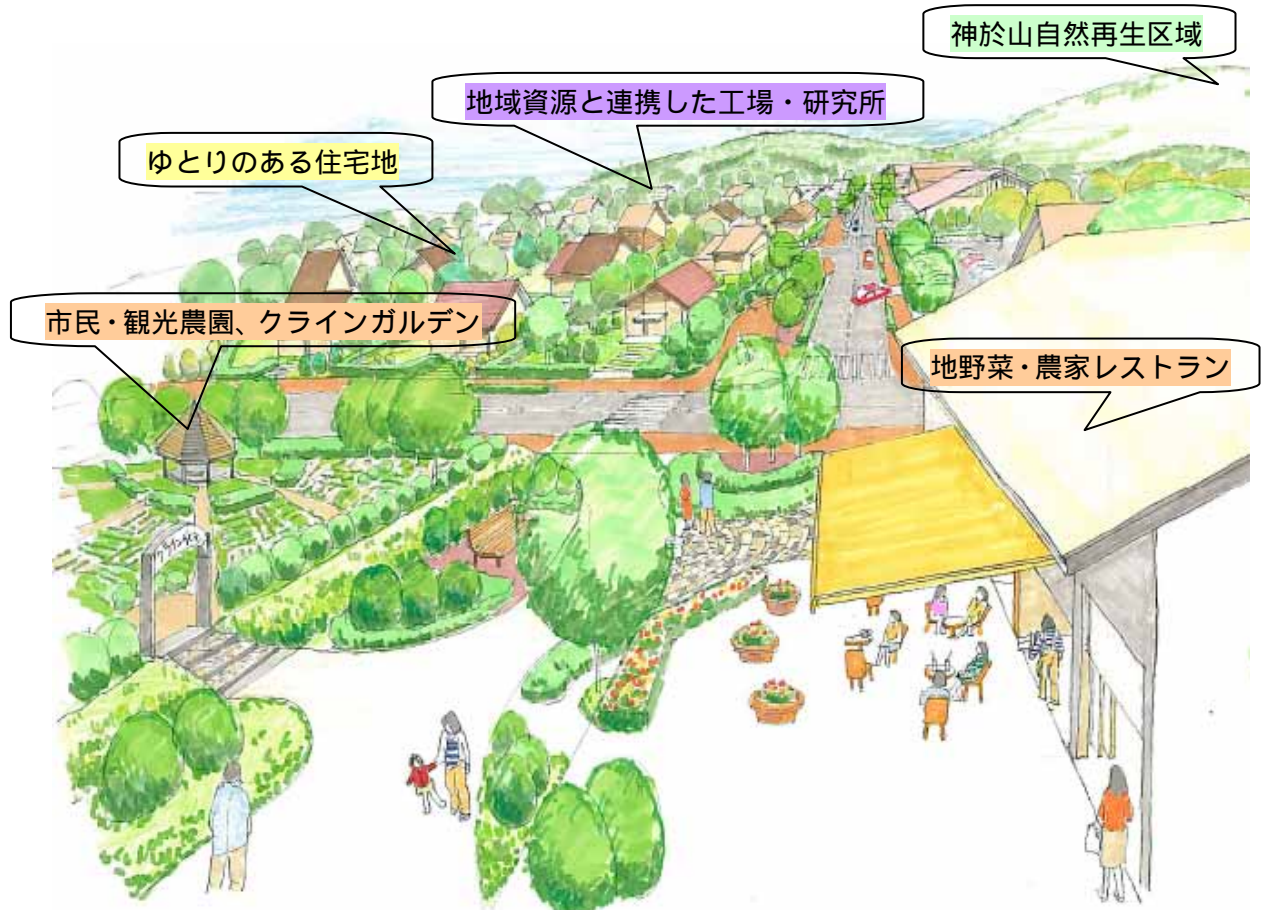 神於山自然再生区域
地域資源と連携した工場・研究所
ゆとりのある住宅地
市民・観光農園、クラインガルデン
地野菜・農家レストラン